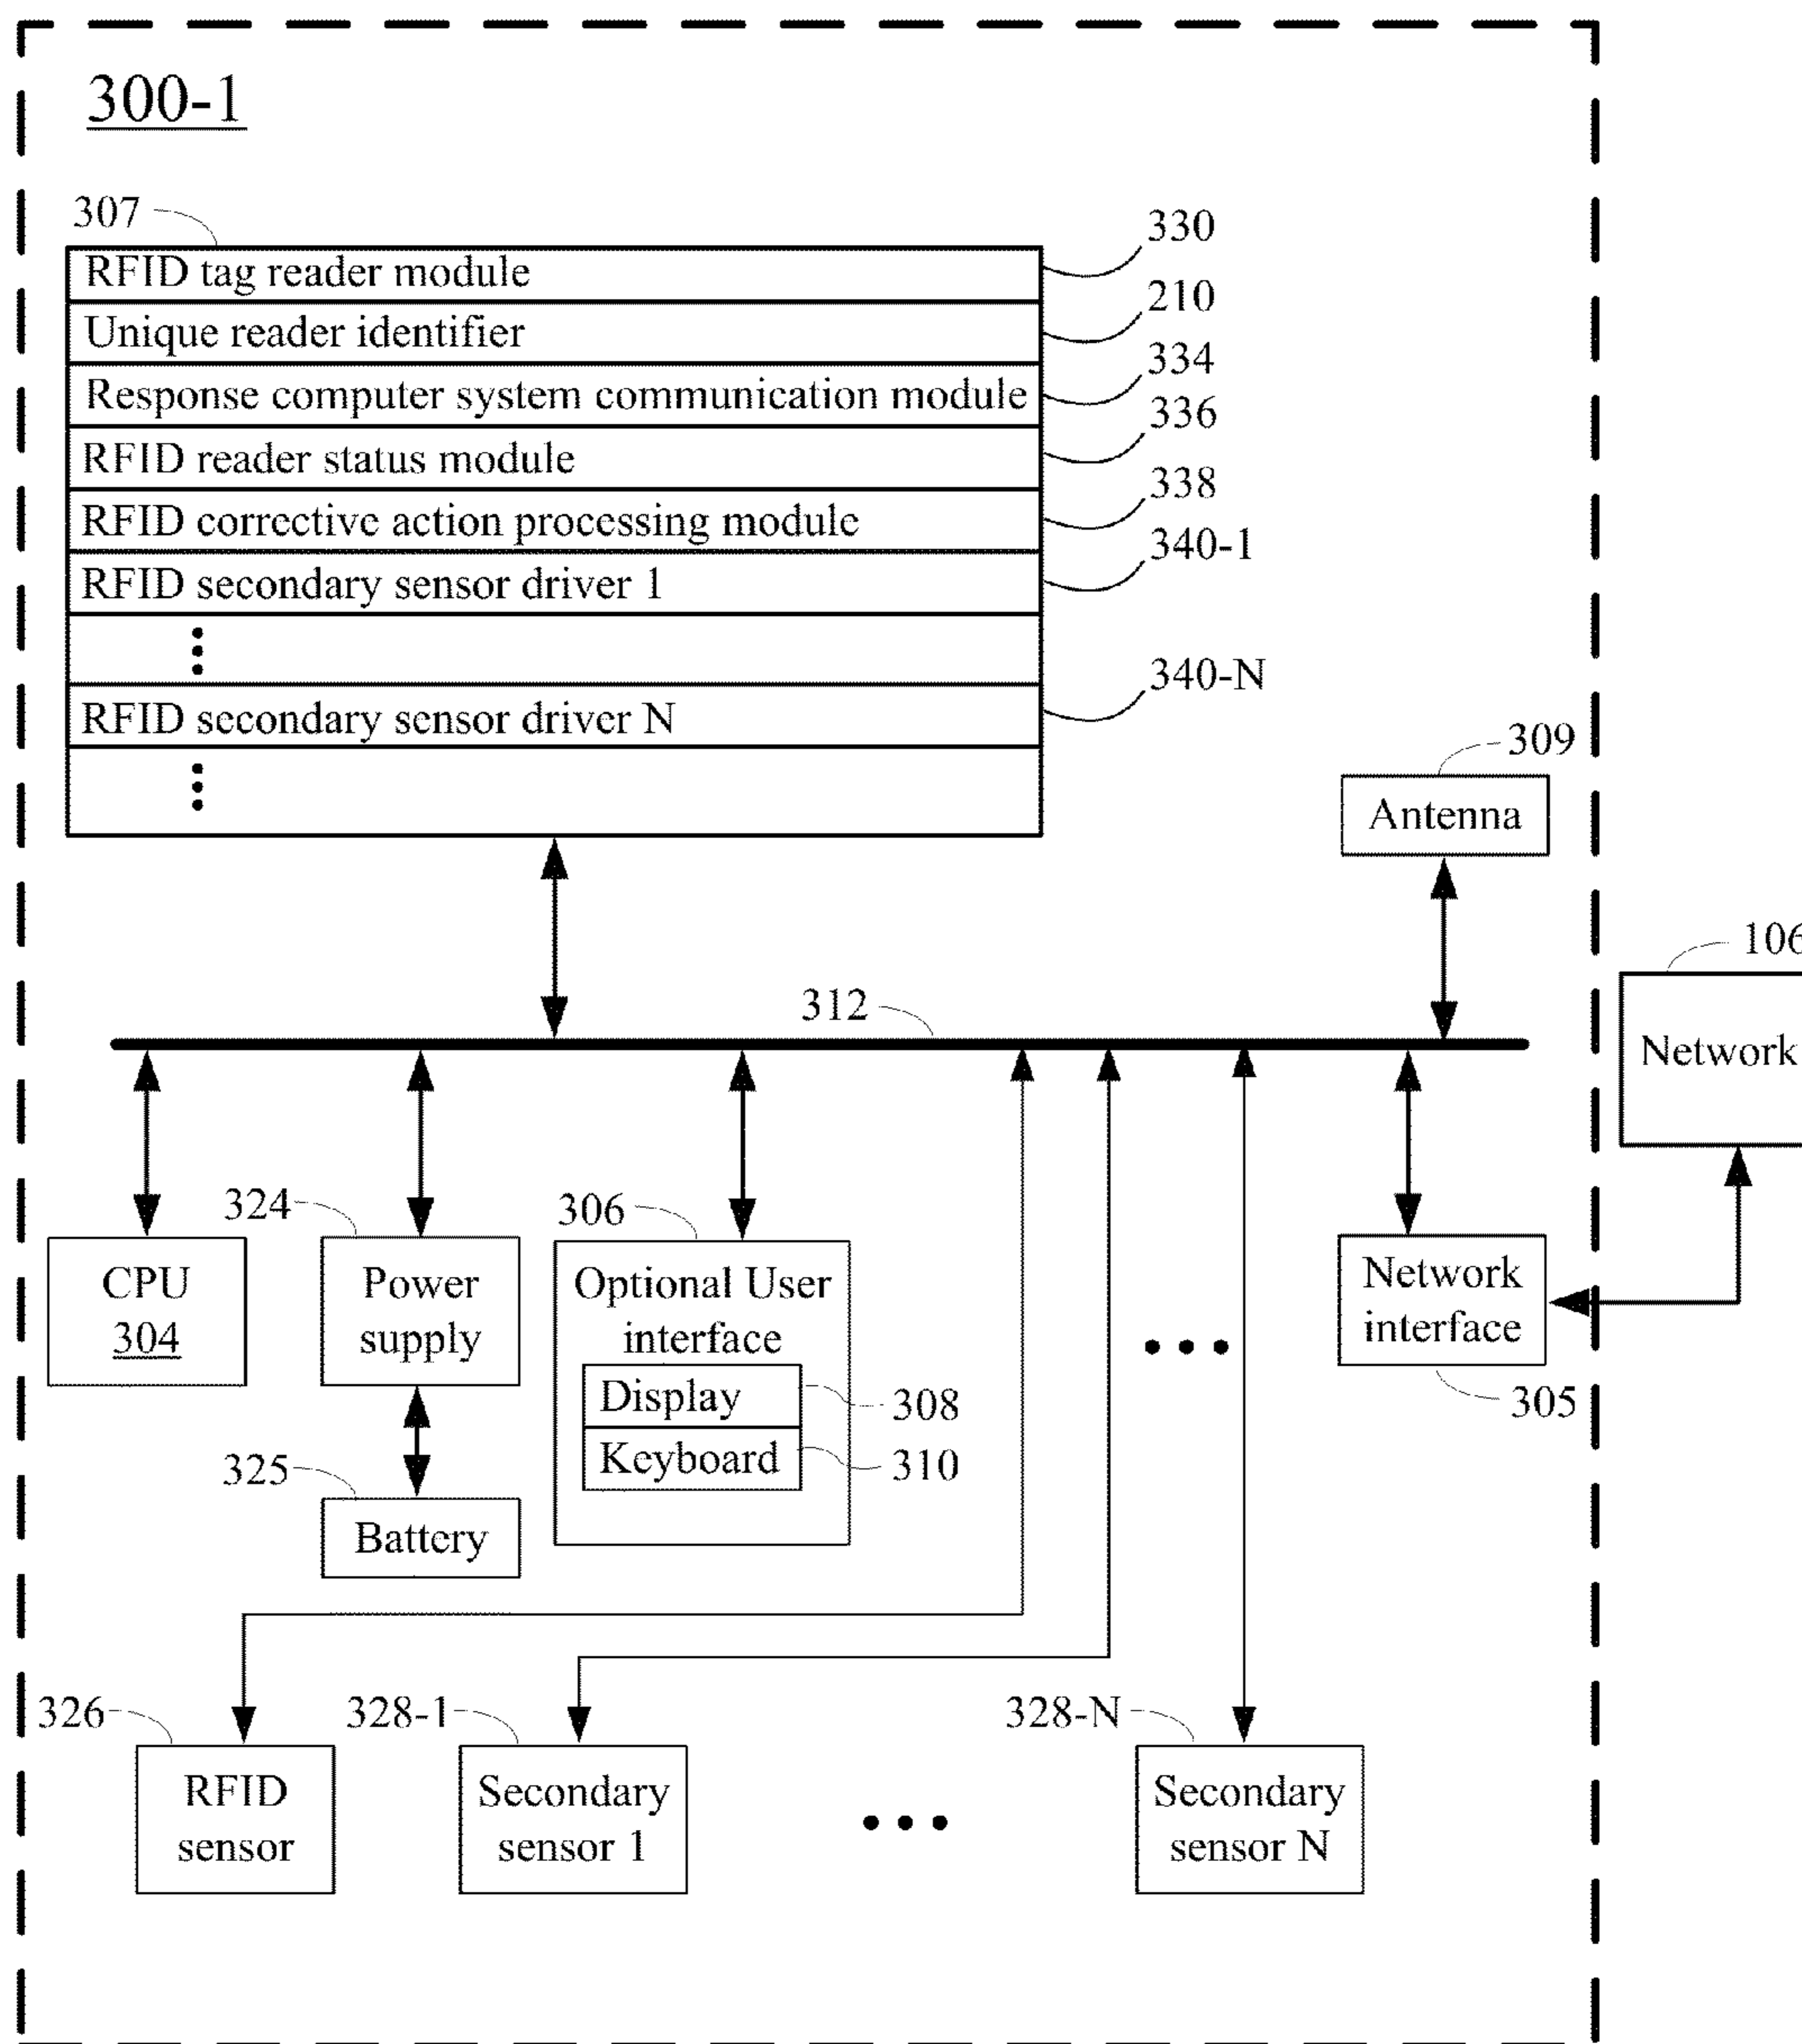 300-1
307
RFID tag reader module
330
Unique reader identifier
210
Response computer system communication module
334
RFID reader status module
336
RFID corrective action processing module
338
RFID secondary sensor driver 1
340-1
RFID secondary sensor driver N
340-N
309
Antenna
106
Network
312
CPU
304
324
Power
supply
325
Battery
306
Optional User
interface
Display
308
Keyboard
310
Network
interface
305
326
RFID
sensor
328-1
Secondary
sensor 1
328-N
Secondary
sensor N